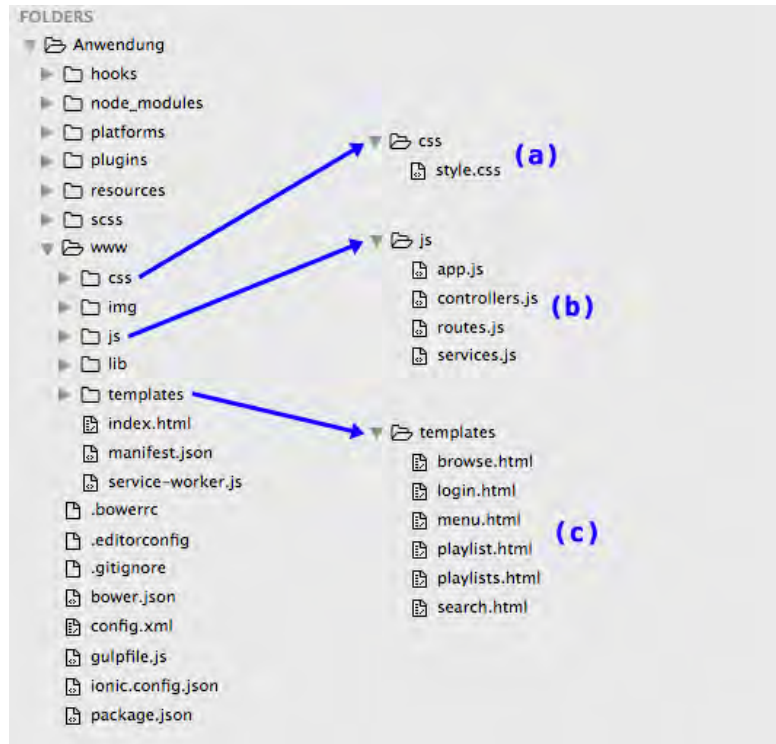 FOLDERS
Anwendung
hooks
node_modules
platforms
plugins
resources
scss
www
css
img
js
lib
templates
index.html
manifest.json
service-worker.js
.bowerrc
.editorconfig
.gitignore
bower.json
config.xml
gulpfile.js
ionic.config.json
package.json
css
style.css
(a)
js
app.js
controllers.js
routes.js
services.js
(b)
templates
browse.html
login.html
menu.html
playlist.html
playlists.html
search.html
(c)